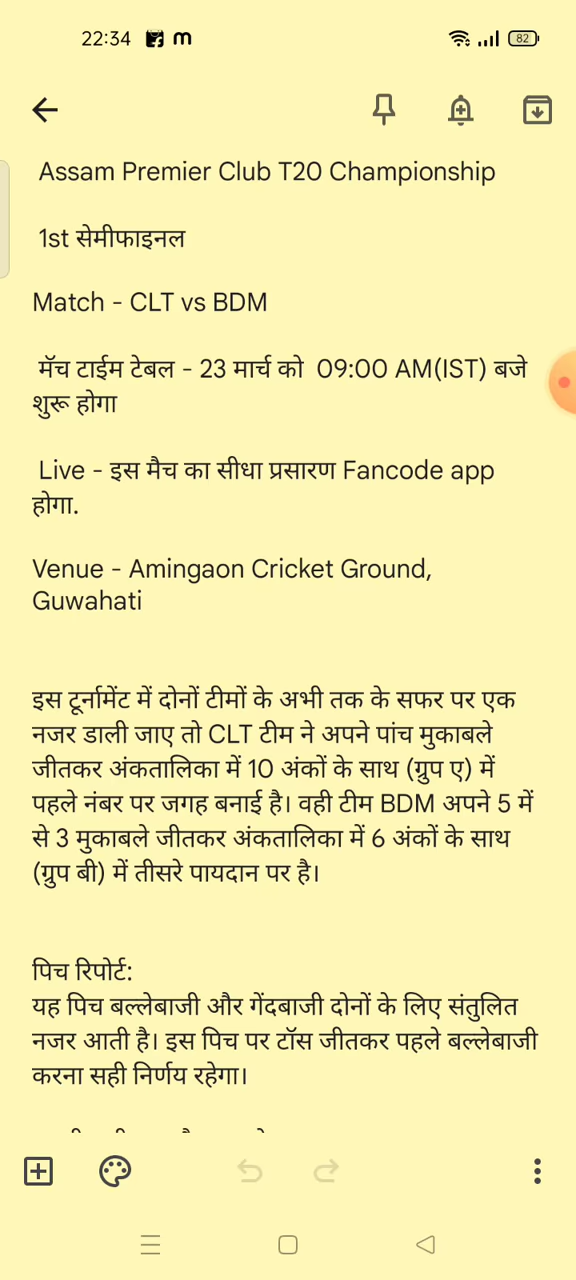 22:34 m 82
Assam Premier Club T20 Championship
1st सेमीफाइनल
Match - CLT vs BDM
मॅच टाईम टेबल - 23 मार्च को 09:00 AM(IST) बजे
शुरू होगा
Live - इस मैच का सीधा प्रसारण Fancode app
होगा.
Venue - Amingaon Cricket Ground,
Guwahati
इस टूर्नामेंट में दोनों टीमों के अभी तक के सफर पर एक
नजर डाली जाए तो CLT टीम ने अपने पांच मुकाबले
जीतकर अंकतालिका में 10 अंकों के साथ (ग्रुप ए) में
पहले नंबर पर जगह बनाई है। वही टीम BDM अपने 5 में
से 3 मुकाबले जीतकर अंकतालिका में 6 अंकों के साथ
(ग्रुप बी) में तीसरे पायदान पर है।
पिच रिपोर्ट:
यह पिच बल्लेबाजी और गेंदबाजी दोनों के लिए संतुलित
नजर आती है। इस पिच पर टॉस जीतकर पहले बल्लेबाजी
करना सही निर्णय रहेगा।